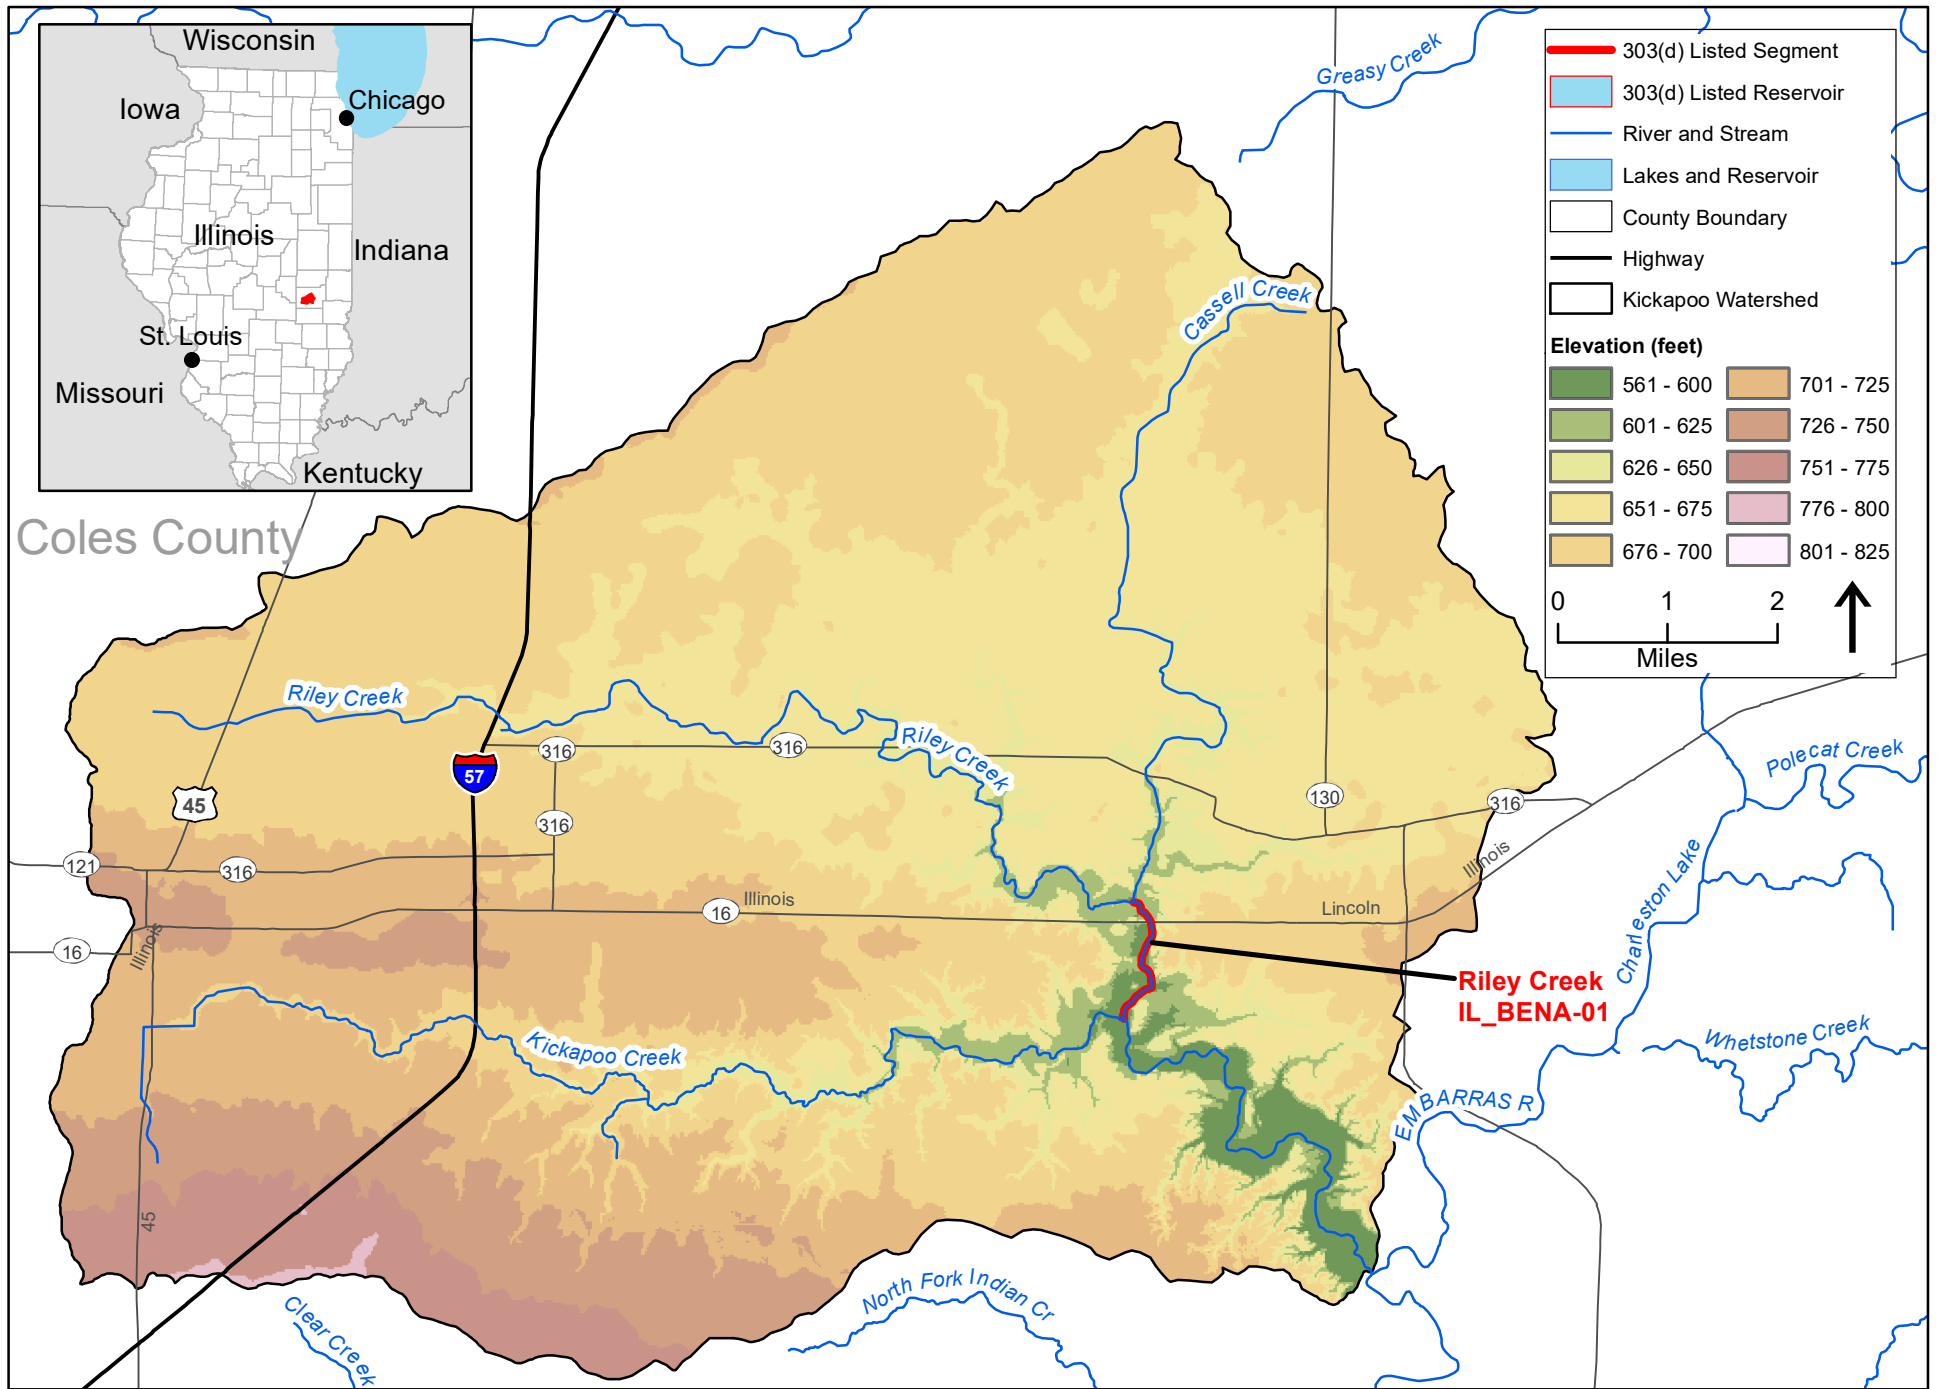 Wisconsin
Iowa
Chicago
Illinois
Indiana
St. Louis
Missouri
Kentucky
Coles County
Greasy Creek
303(d) Listed Segment
303(d) Listed Reservoir
River and Stream
Lakes and Reservoir
County Boundary
Highway
Kickapoo Watershed
Elevation (feet)
561 - 600
601 - 625
626 - 650
651 - 675
676 - 700
701 - 725
726 - 750
751 - 775
776 - 800
801 - 825
0 1 2
Miles
Cassell Creek
Riley Creek
Riley Creek
316
316
57
45
316
130
316
Polecat Creek
121
316
Illinois
16
Illinois
Lincoln
Charleston Lake
16
Illinois
Riley Creek
IL_BENA-01
Kickapoo Creek
Whetstone Creek
EMBARRAS R
45
North Fork Indian Cr
Clear Creek